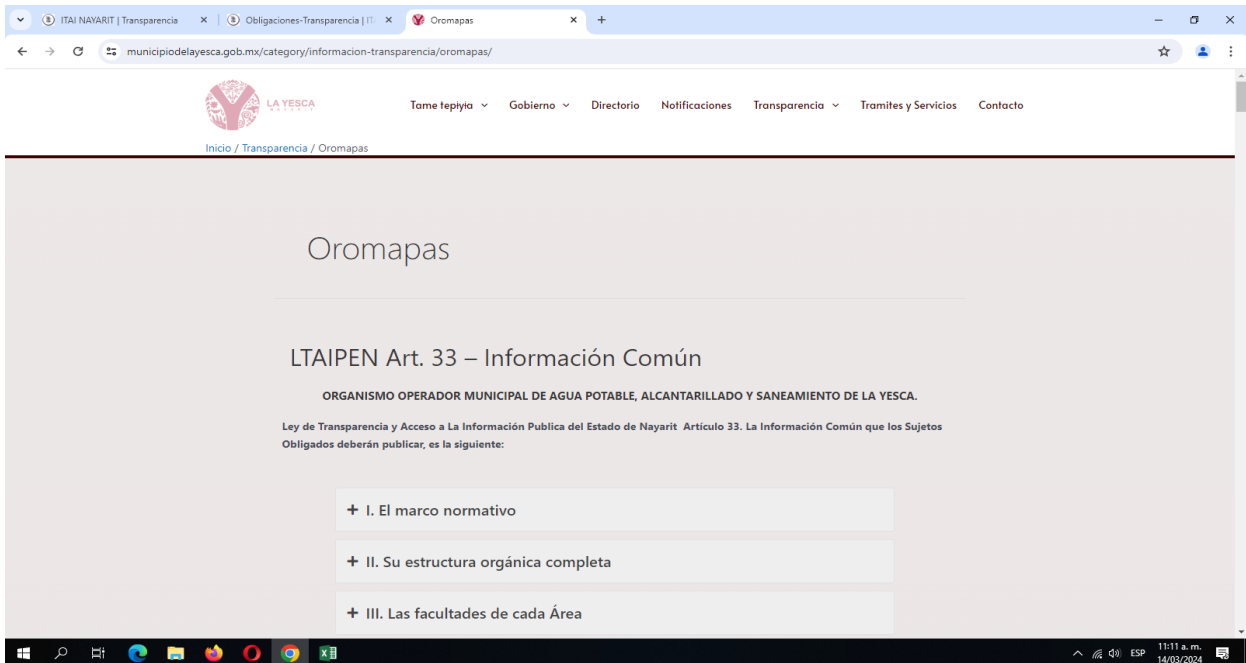 ITAI NAYARIT | Transparencia
Obligaciones-Transparencia | IT
Oromapas
municipiodelayesca.gob.mx/category/informacion-transparencia/oromapas/
LA YESCA
NAYARIT
Tame tepiyia
Gobierno
Directorio
Notificaciones
Transparencia
Tramites y Servicios
Contacto
Inicio / Transparencia / Oromapas
Oromapas
LTAIPEN Art. 33 – Información Común
ORGANISMO OPERADOR MUNICIPAL DE AGUA POTABLE, ALCANTARILLADO Y SANEAMIENTO DE LA YESCA.
Ley de Transparencia y Acceso a La Información Publica del Estado de Nayarit Artículo 33. La Información Común que los Sujetos
Obligados deberán publicar, es la siguiente:
I. El marco normativo
II. Su estructura orgánica completa
III. Las facultades de cada Área
ESP
11:11 a. m.
14/03/2024